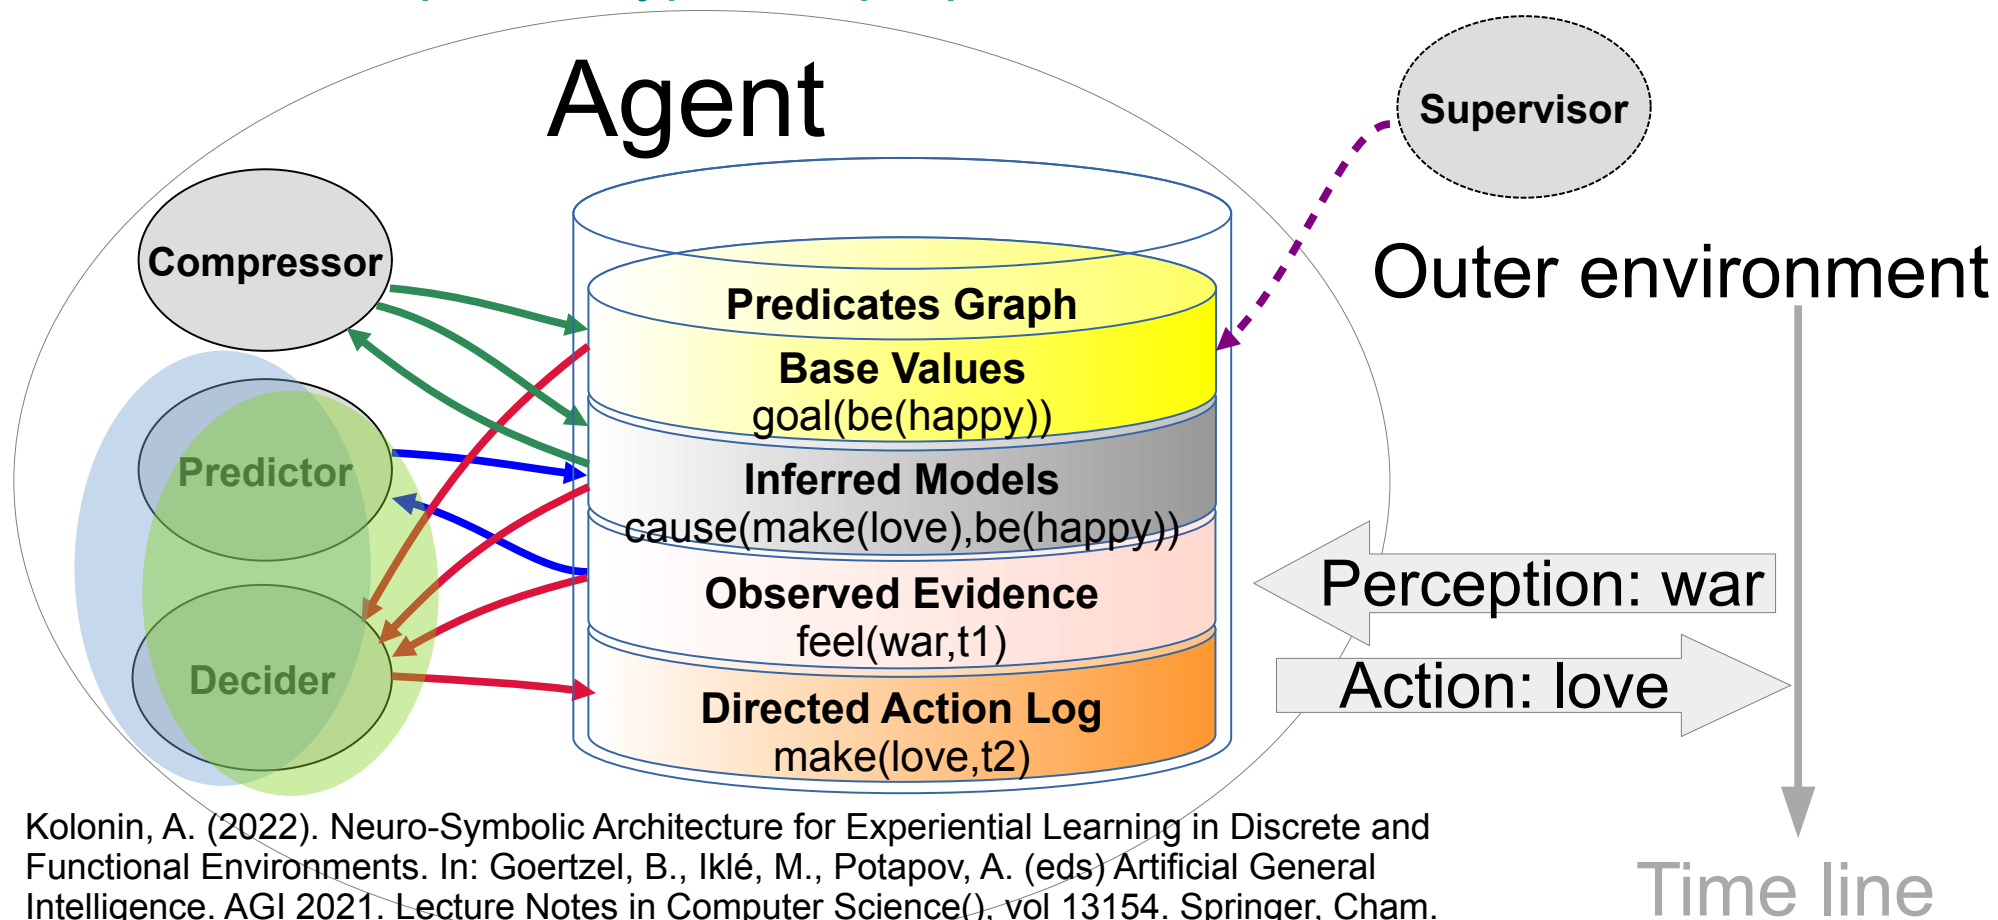 Agent
Supervisor
Compressor
Outer environment
Predicates Graph
Base Values
goal(be(happy))
Predictor
Inferred Models
cause(make(love),be(happy))
Perception: war
Observed Evidence
feel(war,t1)
Action: love
Decider
Directed Action Log
make(love,t2)
Kolonin, A. (2022). Neuro-Symbolic Architecture for Experiential Learning in Discrete and
Functional Environments. In: Goertzel, B., Iklé, M., Potapov, A. (eds) Artificial General
Intelligence. AGI 2021. Lecture Notes in Computer Science(), vol 13154. Springer, Cham.
Time line